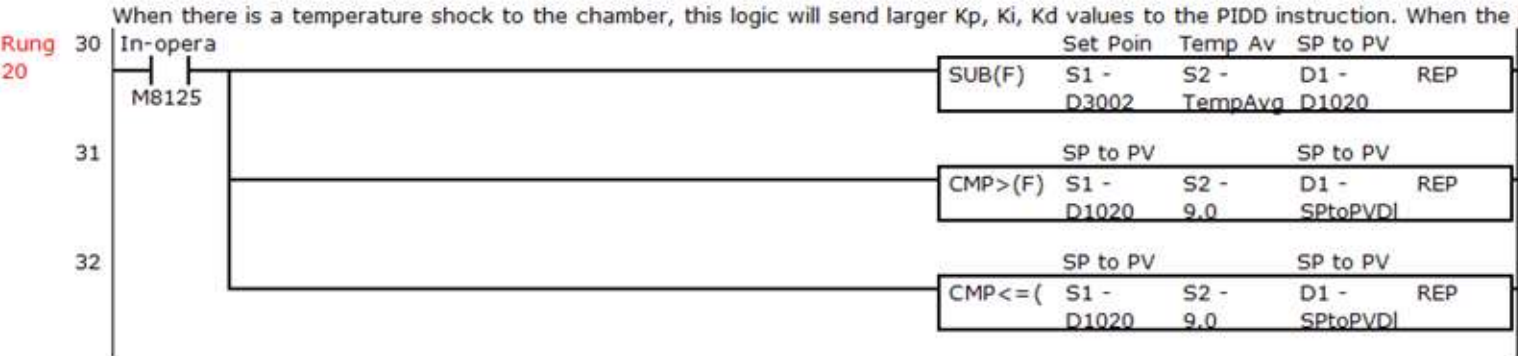 When there is a temperature shock to the chamber, this logic will send larger Kp, Ki, Kd values to the PIDD instruction. When the
Rung 30 In-opera Set Poin Temp Av SP to PV
20 SUB(F) S1 - S2 - D1 - REP
M8125 D3002 TempAvg D1020
31 SP to PV SP to PV
CMP>(F) S1 - S2 - D1 - REP
D1020 9.0 SPtoPVDl
32 SP to PV SP to PV
CMP<=( S1 - S2 - D1 - REP
D1020 9.0 SPtoPVDl